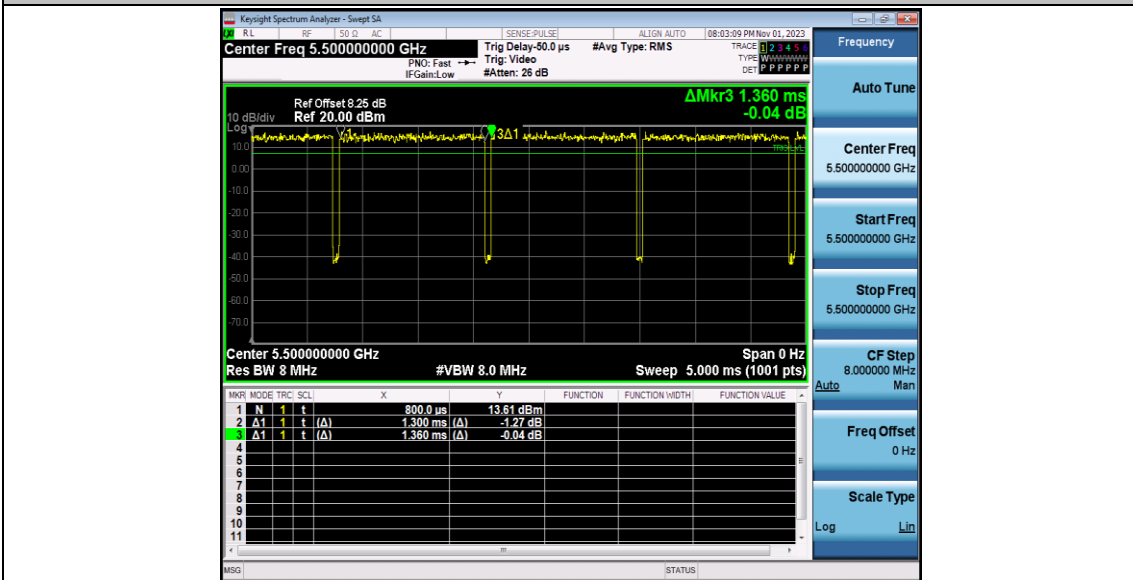 Keysight Spectrum Analyzer - Swept SA
RL RF 50 Ω AC SENSE:PULSE ALIGN AUTO 08:03:09 PM Nov 01, 2023
Center Freq 5.500000000 GHz Trig Delay-50.0 µs #Avg Type: RMS TRACE 1 2 3 4 5 6
PNO: Fast Trig: Video TYPE WWWWWW
IFGain:Low #Atten: 26 dB DET P P P P P P
Frequency
Auto Tune
Center Freq
5.500000000 GHz
Start Freq
5.500000000 GHz
Stop Freq
5.500000000 GHz
CF Step
8.000000 MHz
Auto Man
Freq Offset
0 Hz
Scale Type
Log Lin
ΔMkr3 1.360 ms
-0.04 dB
Ref Offset 8.25 dB
10 dB/div Ref 20.00 dBm
Log
1 3Δ1
TRIG LVL
10.0
0.00
-10.0
-20.0
-30.0
-40.0
-50.0
-60.0
-70.0
Center 5.500000000 GHz Span 0 Hz
Res BW 8 MHz #VBW 8.0 MHz Sweep 5.000 ms (1001 pts)
MKR MODE TRC SCL X Y FUNCTION FUNCTION WIDTH FUNCTION VALUE
1 N 1 t 800.0 µs 13.61 dBm
2 Δ1 1 t (Δ) 1.300 ms (Δ) -1.27 dB
3 Δ1 1 t (Δ) 1.360 ms (Δ) -0.04 dB
4
5
6
7
8
9
10
11
MSG STATUS